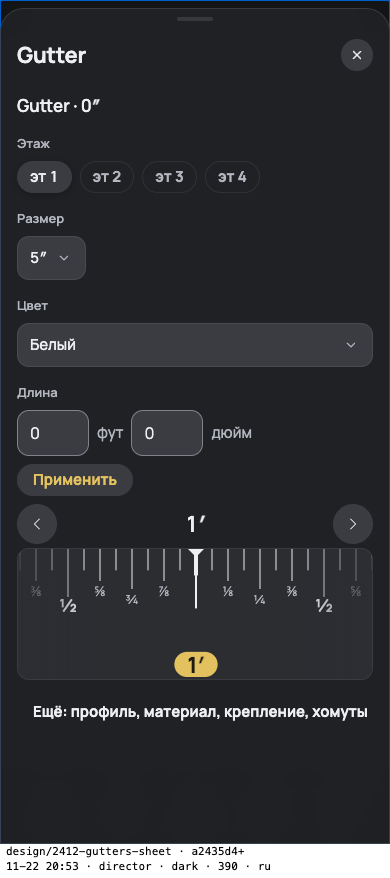 Gutter
Gutter · 0″
Этаж
эт 1 эт 2 эт 3 эт 4
Размер
5″
Цвет
Белый
Длина
0 фут 0 дюйм
Применить
1′
⅜ ½ ⅝ ¾ ⅞ ⅛ ¼ ⅜ ½ ⅝
1′
Ещё: профиль, материал, крепление, хомуты
design/2412-gutters-sheet · a2435d4+
11-22 20:53 · director · dark · 390 · ru